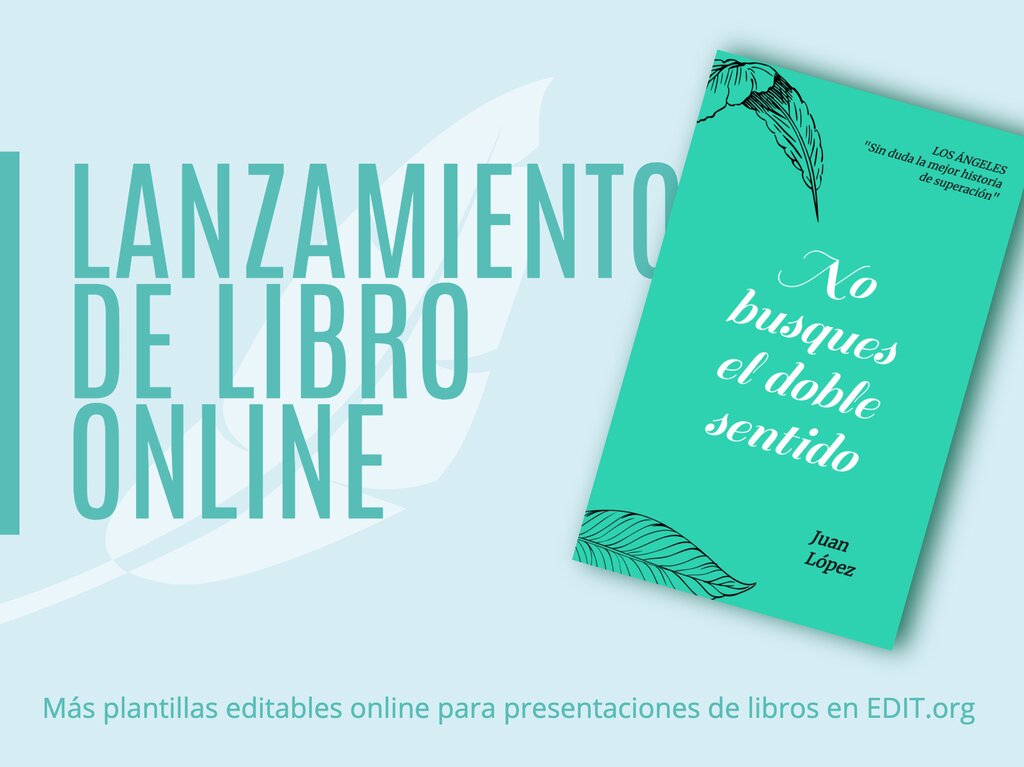 LANZAMIENTO
DE LIBRO
ONLINE
LOS ÁNGELES
"Sin duda la mejor historia
de superación"
No
busques
el doble
sentido
Juan
López
Más plantillas editables online para presentaciones de libros en EDIT.org